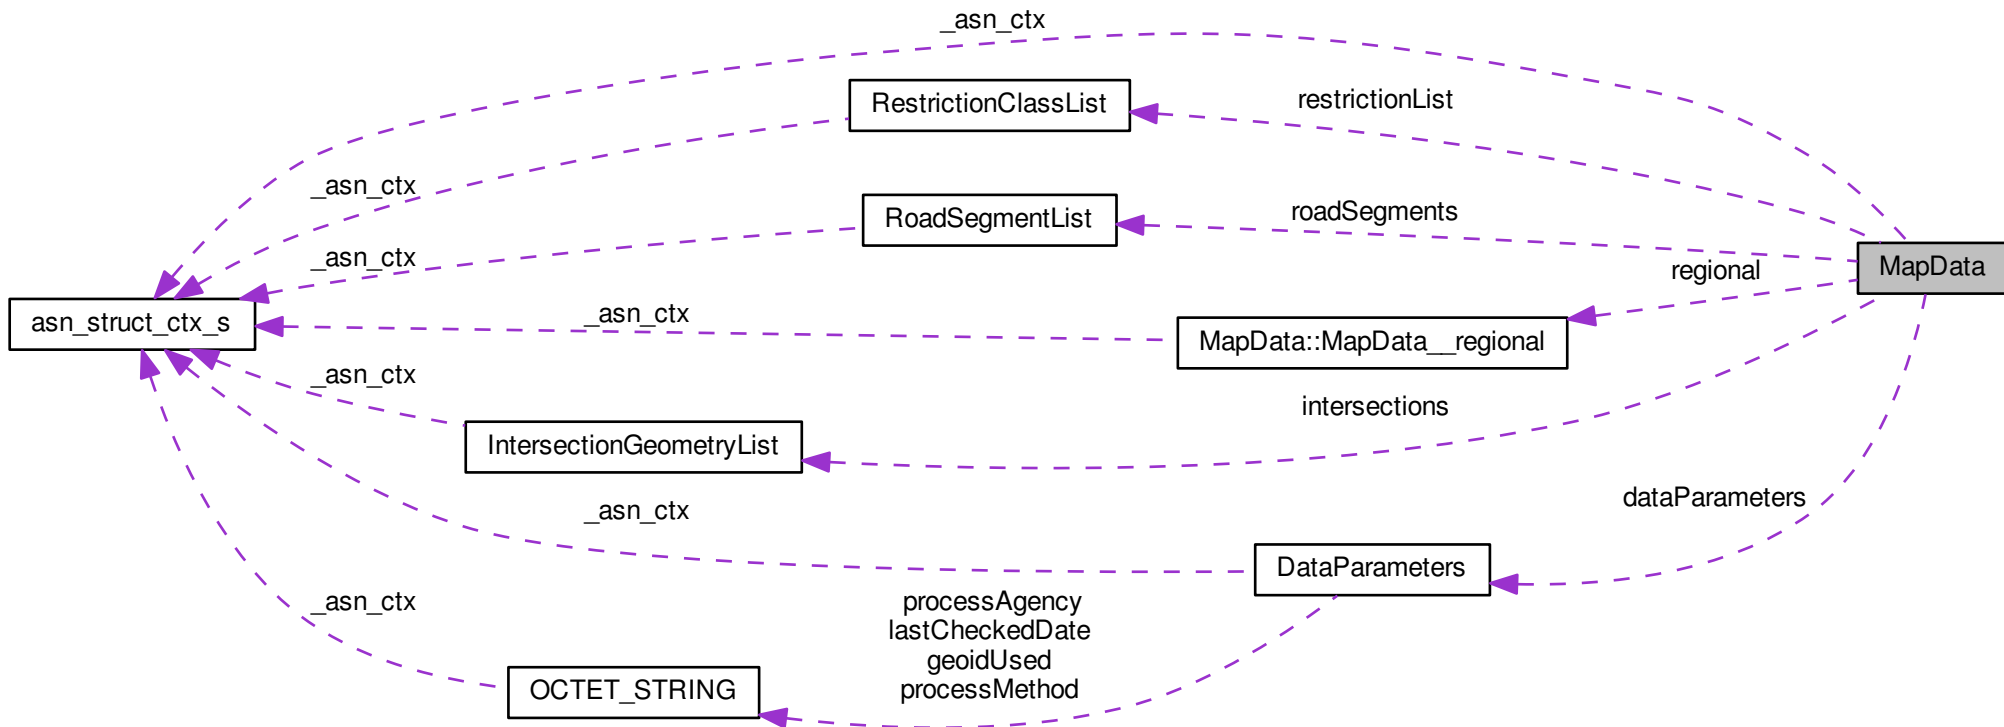 _asn_ctx
RestrictionClassList
restrictionList
_asn_ctx
RoadSegmentList
roadSegments
_asn_ctx
MapData
regional
asn_struct_ctx_s
_asn_ctx
MapData::MapData__regional
_asn_ctx
intersections
IntersectionGeometryList
dataParameters
_asn_ctx
DataParameters
_asn_ctx
processAgency
lastCheckedDate
geoidUsed
processMethod
OCTET_STRING